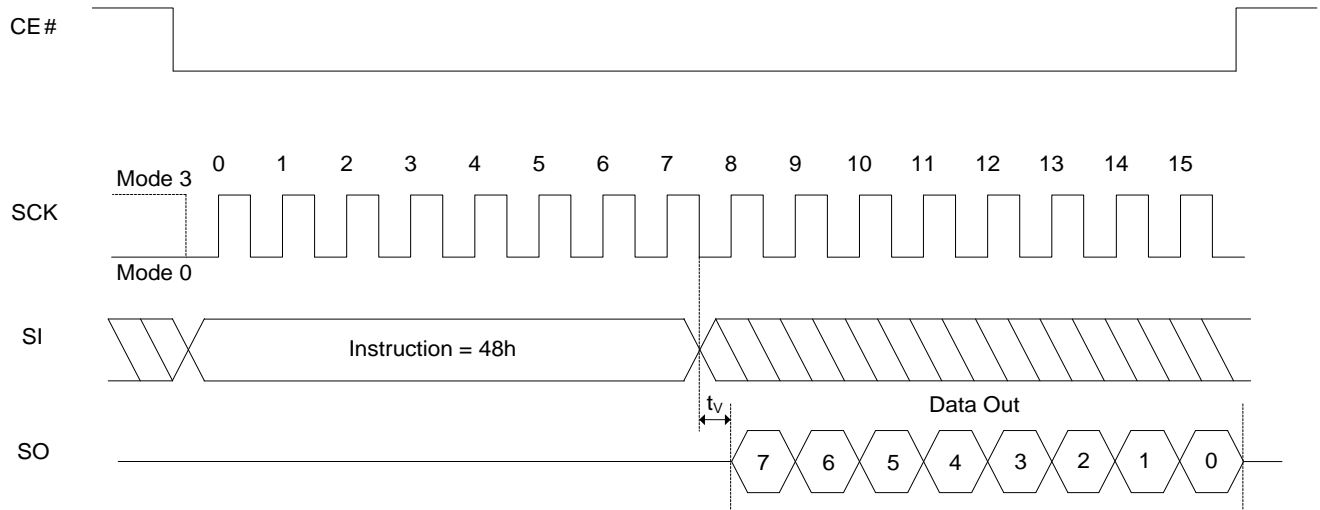 CE#
0 1 2 3 4 5 6 7 8 9 10 11 12 13 14 15
Mode 3
SCK
Mode 0
SI
Instruction = 48h
tV
Data Out
SO
7 6 5 4 3 2 1 0